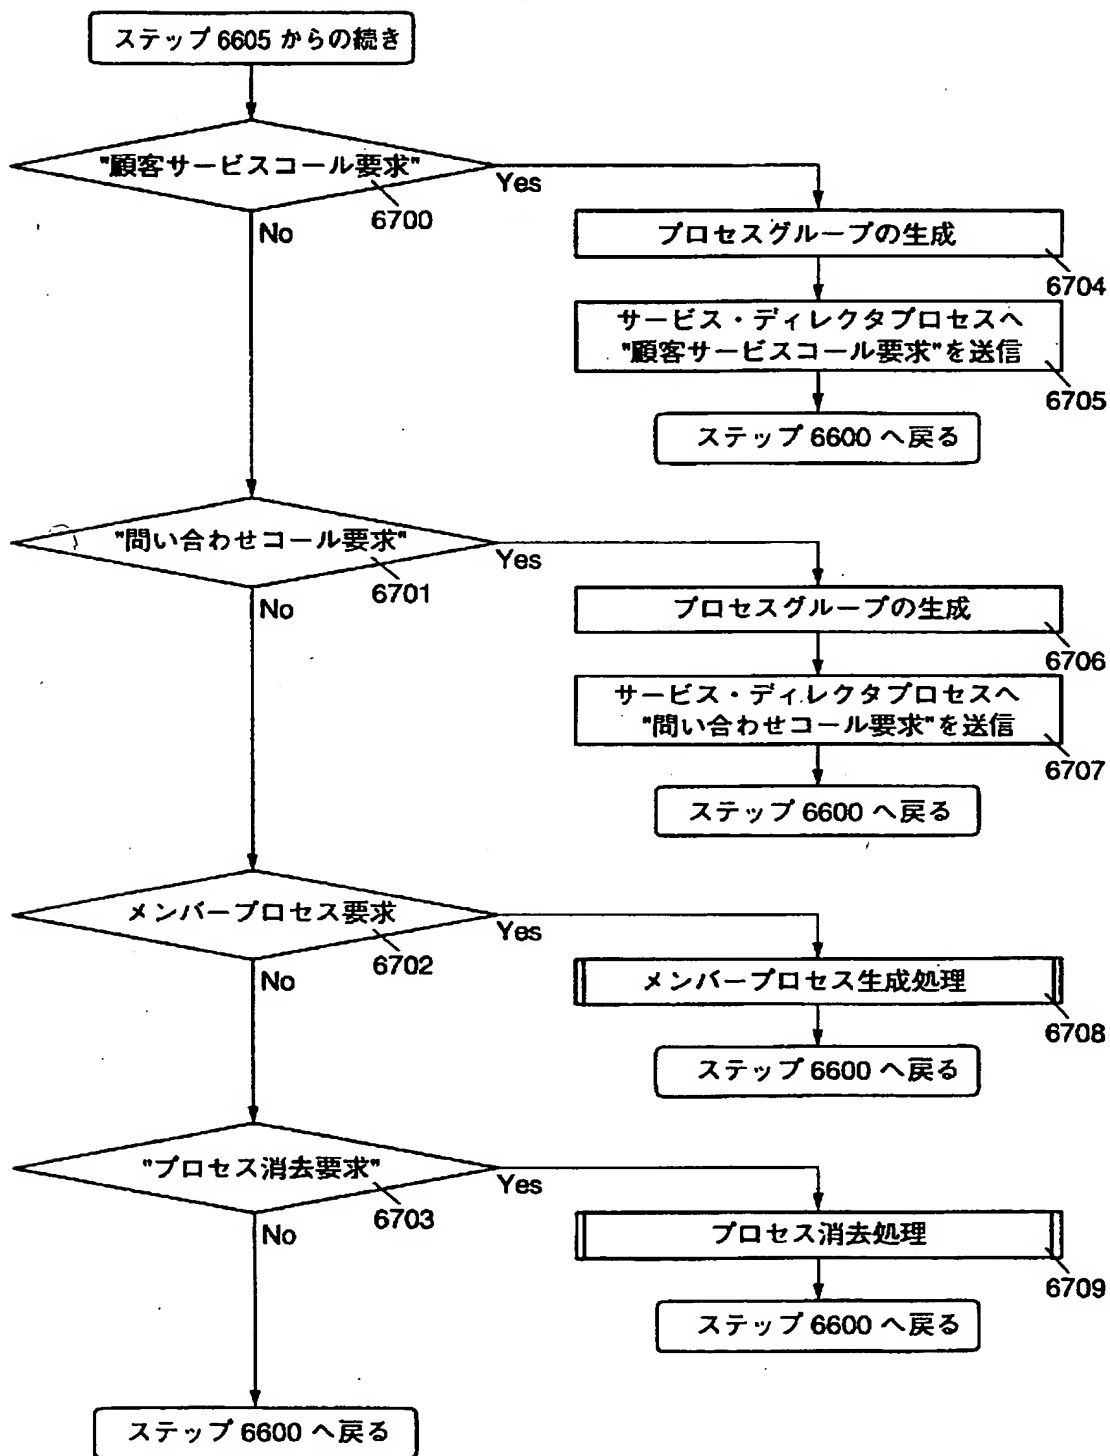 ステップ 6605 からの続き
"顧客サービスコール要求"
6700
Yes
No
プロセスグループの生成
6704
サービス・ディレクタプロセスへ
"顧客サービスコール要求"を送信
6705
ステップ 6600 へ戻る
"問い合わせコール要求"
6701
Yes
No
プロセスグループの生成
6706
サービス・ディレクタプロセスへ
"問い合わせコール要求"を送信
6707
ステップ 6600 へ戻る
メンバープロセス要求
6702
Yes
No
メンバープロセス生成処理
6708
ステップ 6600 へ戻る
"プロセス消去要求"
6703
Yes
No
プロセス消去処理
6709
ステップ 6600 へ戻る
ステップ 6600 へ戻る